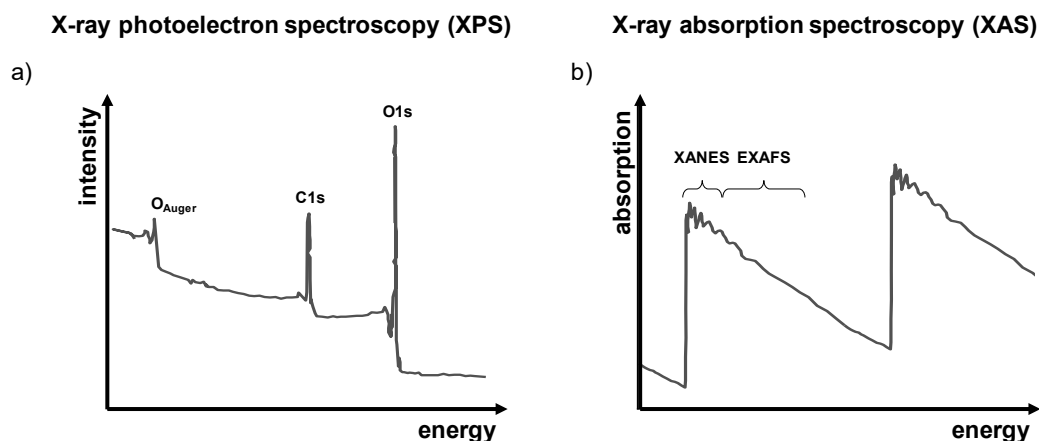 X-ray photoelectron spectroscopy (XPS)
a)
intensity
O1s
C1s
OAuger
energy
X-ray absorption spectroscopy (XAS)
b)
absorption
XANES EXAFS
energy